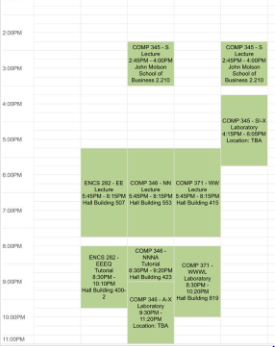 2:00PM
3:00PM
4:00PM
5:00PM
6:00PM
7:00PM
8:00PM
9:00PM
10:00PM
11:00PM
COMP 345 - S
Lecture
2:45PM - 4:00PM
John Molson
School of
Business 2.210
COMP 345 - S
Lecture
2:45PM - 4:00PM
John Molson
School of
Business 2.210
COMP 345 - SI-X
Laboratory
4:15PM - 6:05PM
Location: TBA
ENCS 282 - EE
Lecture
5:45PM - 8:15PM
Hall Building 507
COMP 346 - NN
Lecture
5:45PM - 8:15PM
Hall Building 553
COMP 371 - WW
Lecture
5:45PM - 8:15PM
Hall Building 415
ENCS 282 -
EEEQ
Tutorial
8:30PM -
10:10PM
Hall Building 400-
2
COMP 346 -
NNNA
Tutorial
8:30PM - 9:20PM
Hall Building 423
COMP 346 - A-X
Laboratory
9:30PM -
11:20PM
Location: TBA
COMP 371 -
WWWL
Laboratory
8:30PM -
10:20PM
Hall Building 819